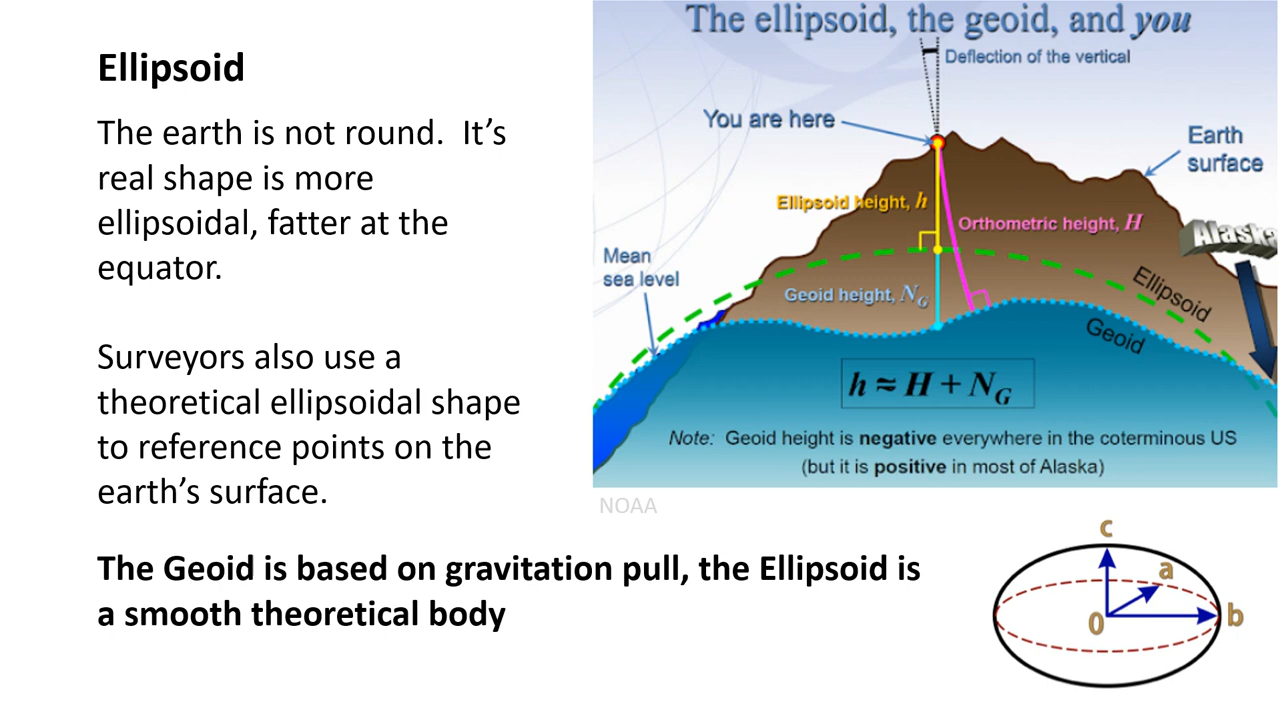 Ellipsoid
The earth is not round.  It's
real shape is more
ellipsoidal, fatter at the
equator.
Surveyors also use a
theoretical ellipsoidal shape
to reference points on the
earth's surface.
The Geoid is based on gravitation pull, the Ellipsoid is
a smooth theoretical body
The ellipsoid, the geoid, and you
Deflection of the vertical
You are here
Earth
surface
Ellipsoid height, h
Orthometric height, H
Alaska
Mean
sea level
Geoid height, N_G
Ellipsoid
Geoid
h ≈ H + N_G
Note:  Geoid height is negative everywhere in the coterminous US
(but it is positive in most of Alaska)
NOAA
c
a
0
b